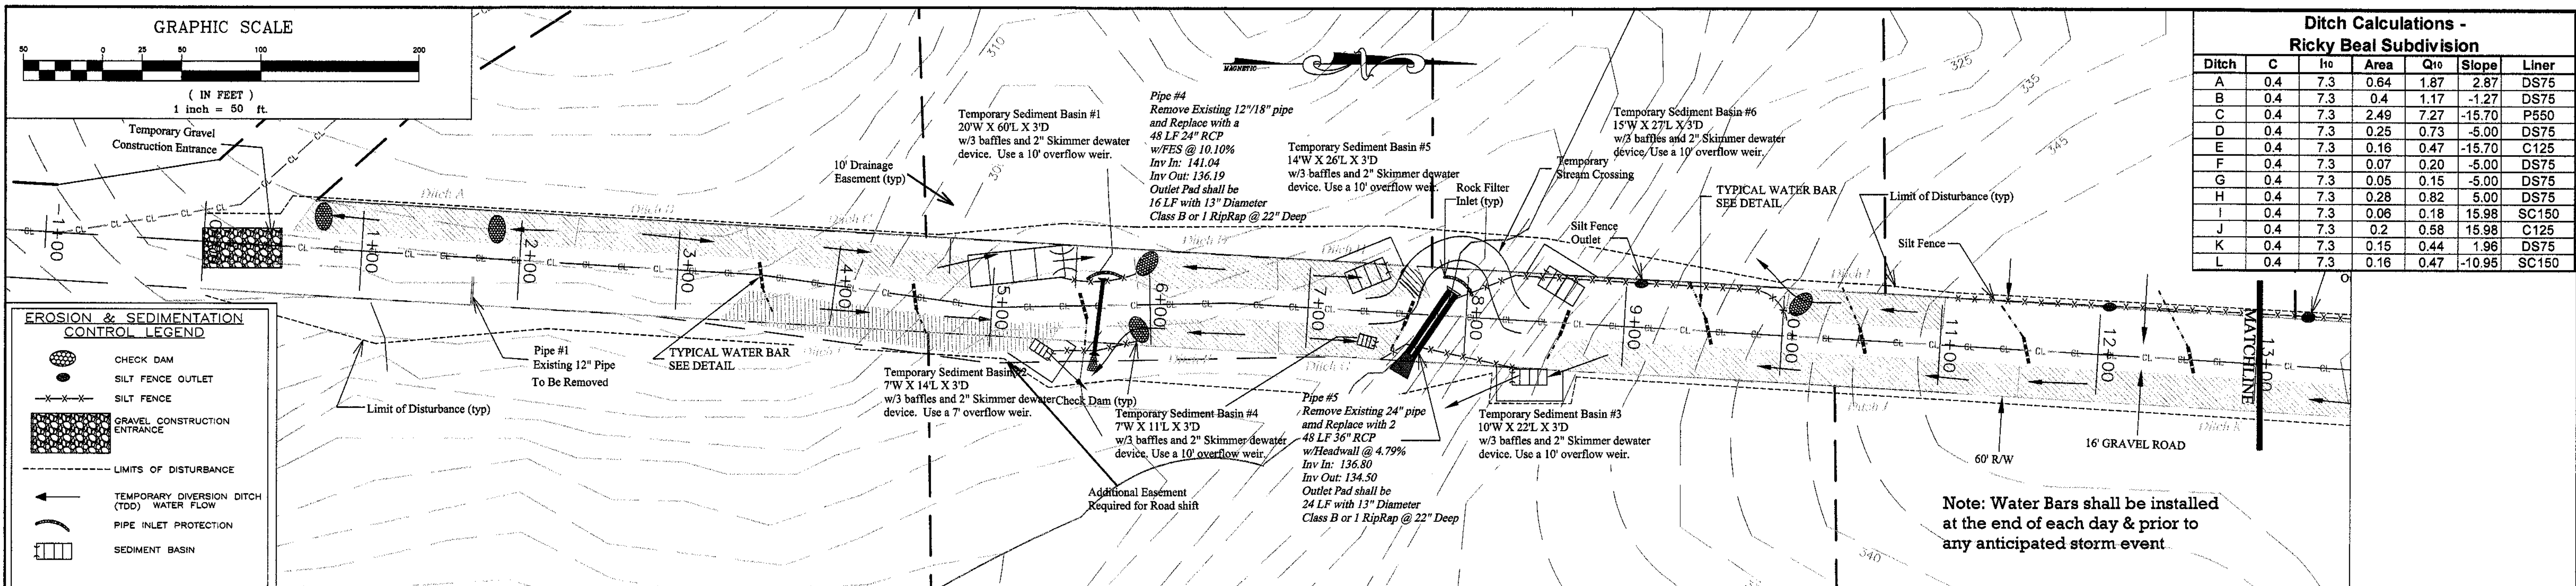 GRAPHIC SCALE
50 0 25 50 100 200
( IN FEET )
1 inch = 50 ft.
Temporary Gravel
Construction Entrance
310
MAGNETIC
325
335
345
340
Temporary Sediment Basin #1
20'W X 60'L X 3'D
w/3 baffles and 2" Skimmer dewater
device. Use a 10' overflow weir.
10' Drainage
Easement (typ)
Pipe #4
Remove Existing 12"/18" pipe
and Replace with a
48 LF 24" RCP
w/FES @ 10.10%
Inv In: 141.04
Inv Out: 136.19
Outlet Pad shall be
16 LF with 13" Diameter
Class B or 1 RipRap @ 22" Deep
Temporary Sediment Basin #5
14'W X 26'L X 3'D
w/3 baffles and 2" Skimmer dewater
device. Use a 10' overflow weir.
Rock Filter
Inlet (typ)
Temporary
Stream Crossing
Temporary Sediment Basin #6
15'W X 27'L X 3'D
w/3 baffles and 2" Skimmer dewater
device. Use a 10' overflow weir.
Silt Fence
Outlet
TYPICAL WATER BAR
SEE DETAIL
Limit of Disturbance (typ)
Silt Fence
Ditch Calculations -
Ricky Beal Subdivision
Ditch C I10 Area Q10 Slope Liner
A 0.4 7.3 0.64 1.87 2.87 DS75
B 0.4 7.3 0.4 1.17 -1.27 DS75
C 0.4 7.3 2.49 7.27 -15.70 P550
D 0.4 7.3 0.25 0.73 -5.00 DS75
E 0.4 7.3 0.16 0.47 -15.70 C125
F 0.4 7.3 0.07 0.20 -5.00 DS75
G 0.4 7.3 0.05 0.15 -5.00 DS75
H 0.4 7.3 0.28 0.82 5.00 DS75
I 0.4 7.3 0.06 0.18 15.98 SC150
J 0.4 7.3 0.2 0.58 15.98 C125
K 0.4 7.3 0.15 0.44 1.96 DS75
L 0.4 7.3 0.16 0.47 -10.95 SC150
Ditch A
Ditch B
Ditch C
Ditch D
Ditch H
-1+00
1+00
2+00
3+00
4+00
5+00
6+00
7+00
8+00
9+00
11+00
12+00
13+00
MATCHLINE
Ditch K
EROSION & SEDIMENTATION
CONTROL LEGEND
CHECK DAM
SILT FENCE OUTLET
SILT FENCE
GRAVEL CONSTRUCTION
ENTRANCE
LIMITS OF DISTURBANCE
TEMPORARY DIVERSION DITCH
(TDD) WATER FLOW
PIPE INLET PROTECTION
SEDIMENT BASIN
Limit of Disturbance (typ)
Pipe #1
Existing 12" Pipe
To Be Removed
TYPICAL WATER BAR
SEE DETAIL
Temporary Sediment Basin #2
7'W X 14'L X 3'D
w/3 baffles and 2" Skimmer dewater
device. Use a 7' overflow weir.
Check Dam (typ)
Temporary Sediment Basin #4
7'W X 11'L X 3'D
w/3 baffles and 2" Skimmer dewater
device. Use a 10' overflow weir.
Additional Easement
Required for Road shift
Pipe #5
Remove Existing 24" pipe
amd Replace with 2
48 LF 36" RCP
w/Headwall @ 4.79%
Inv In: 136.80
Inv Out: 134.50
Outlet Pad shall be
24 LF with 13" Diameter
Class B or 1 RipRap @ 22" Deep
Temporary Sediment Basin #3
10'W X 22'L X 3'D
w/3 baffles and 2" Skimmer dewater
device. Use a 10' overflow weir.
60' R/W
16' GRAVEL ROAD
Note: Water Bars shall be installed
at the end of each day & prior to
any anticipated storm event